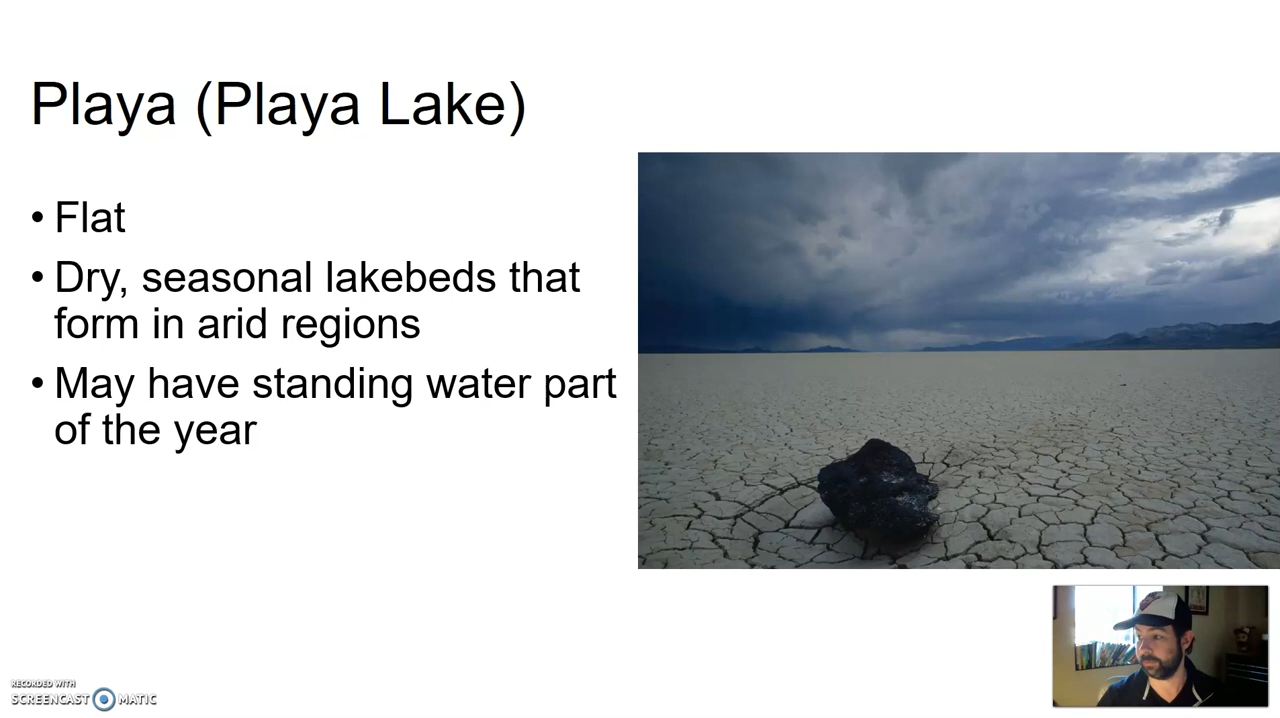 Playa (Playa Lake)
• Flat
• Dry, seasonal lakebeds that
form in arid regions
• May have standing water part
of the year
RECORDED WITH
SCREENCAST MATIC